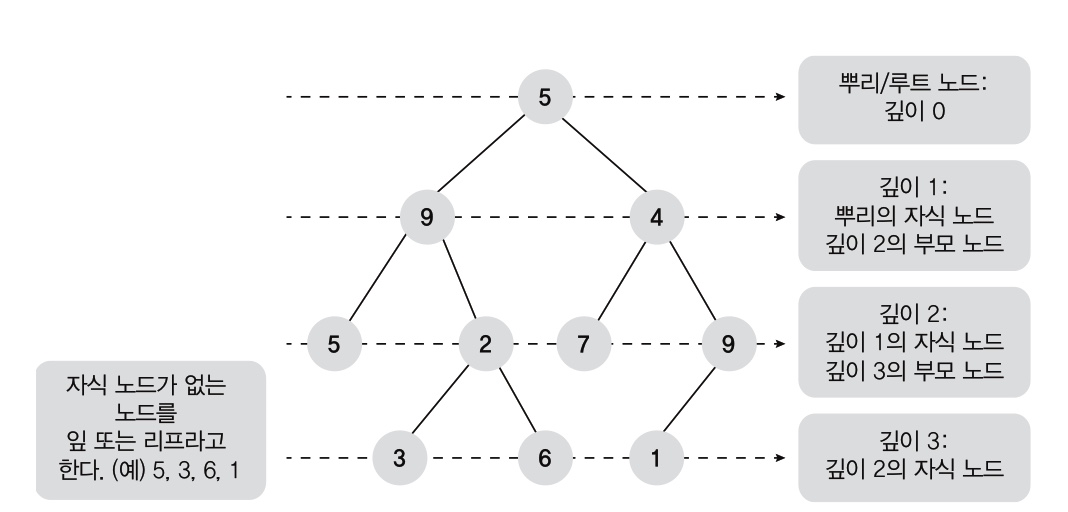 5
뿌리/루트 노드:
깊이 0
9
4
깊이 1:
뿌리의 자식 노드
깊이 2의 부모 노드
5
2
7
9
깊이 2:
깊이 1의 자식 노드
깊이 3의 부모 노드
자식 노드가 없는
노드를
잎 또는 리프라고
한다. (예) 5, 3, 6, 1
3
6
1
깊이 3:
깊이 2의 자식 노드